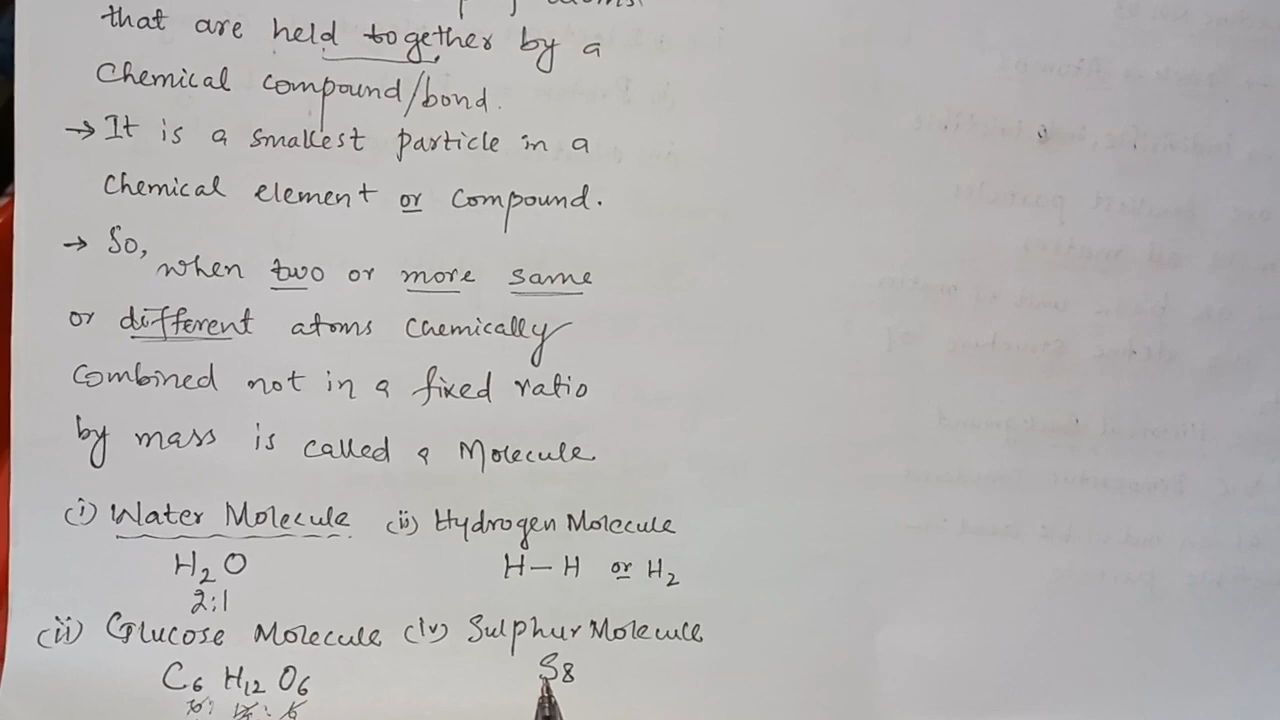 that are held together by a
Chemical compound/bond.
→ It is a smallest particle in a
Chemical element or compound.
→ So, when two or more same
or different atoms chemically
combined not in a fixed ratio
by mass is called a Molecule
(i) Water Molecule (ii) Hydrogen Molecule
H₂O H–H or H₂
2:1
(ii) Glucose Molecule (iv) Sulphur Molecule
C₆ H₁₂ O₆ S8
6: 12: 6